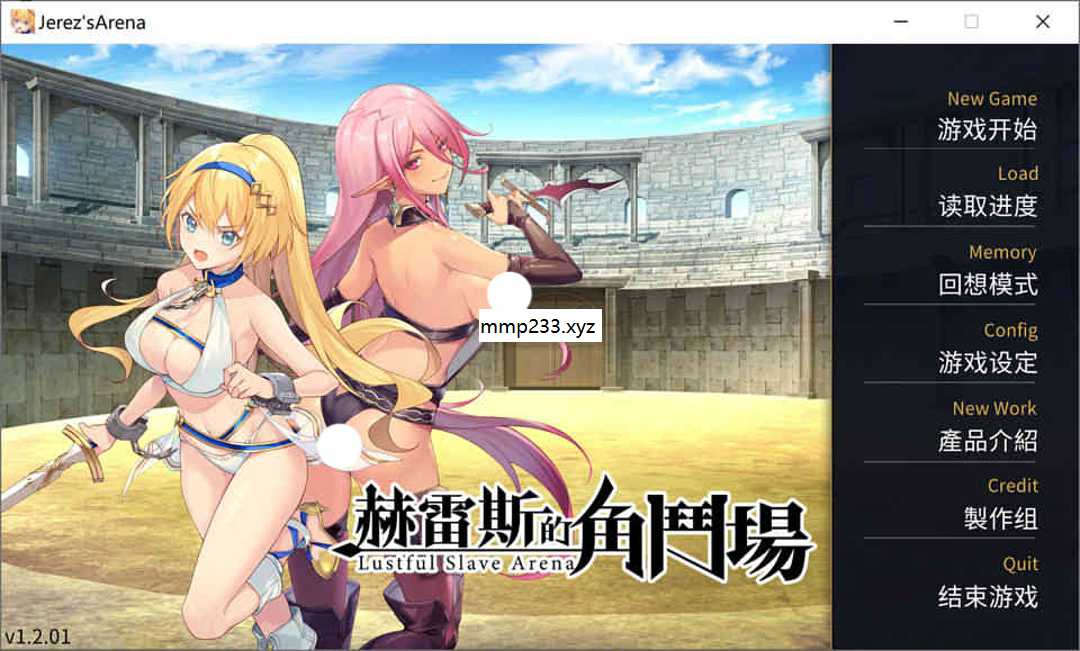 Jerez'sArena
New Game
游戏开始
Load
读取进度
Memory
回想模式
Config
游戏设定
New Work
產品介紹
Credit
製作组
Quit
结束游戏
mmp233.xyz
赫雷斯的角鬥場
Lustful Slave Arena
v1.2.01